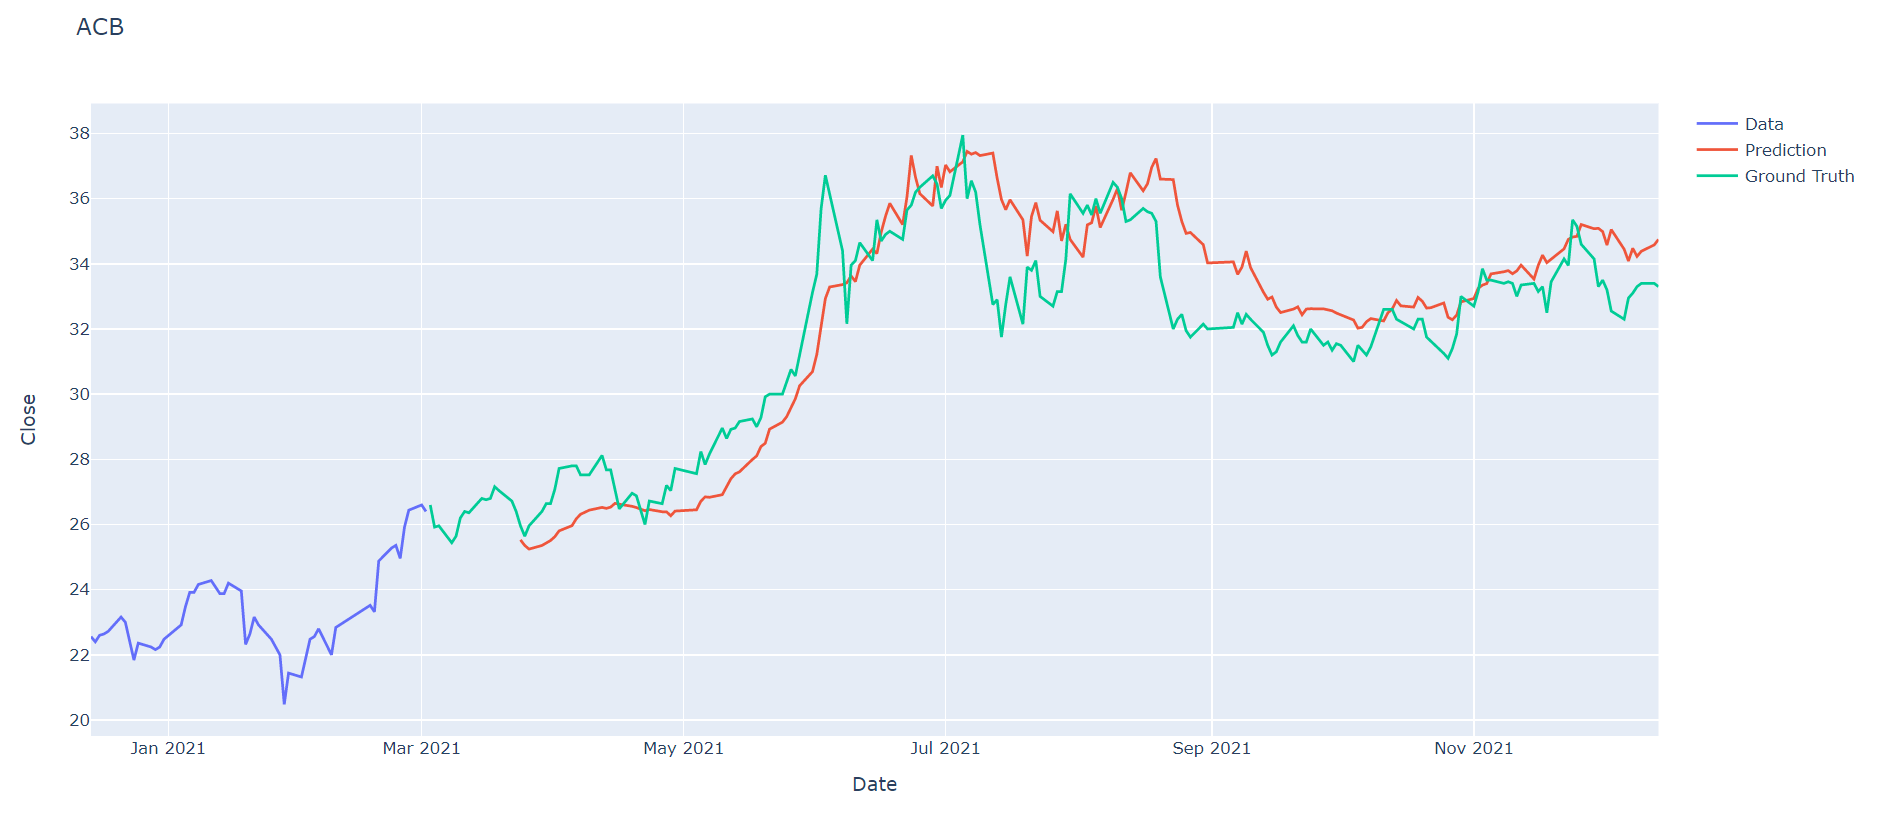 ACB
Data
Prediction
Ground Truth
38
36
34
32
30
28
26
24
22
20
Close
Jan 2021
Mar 2021
May 2021
Jul 2021
Sep 2021
Nov 2021
Date